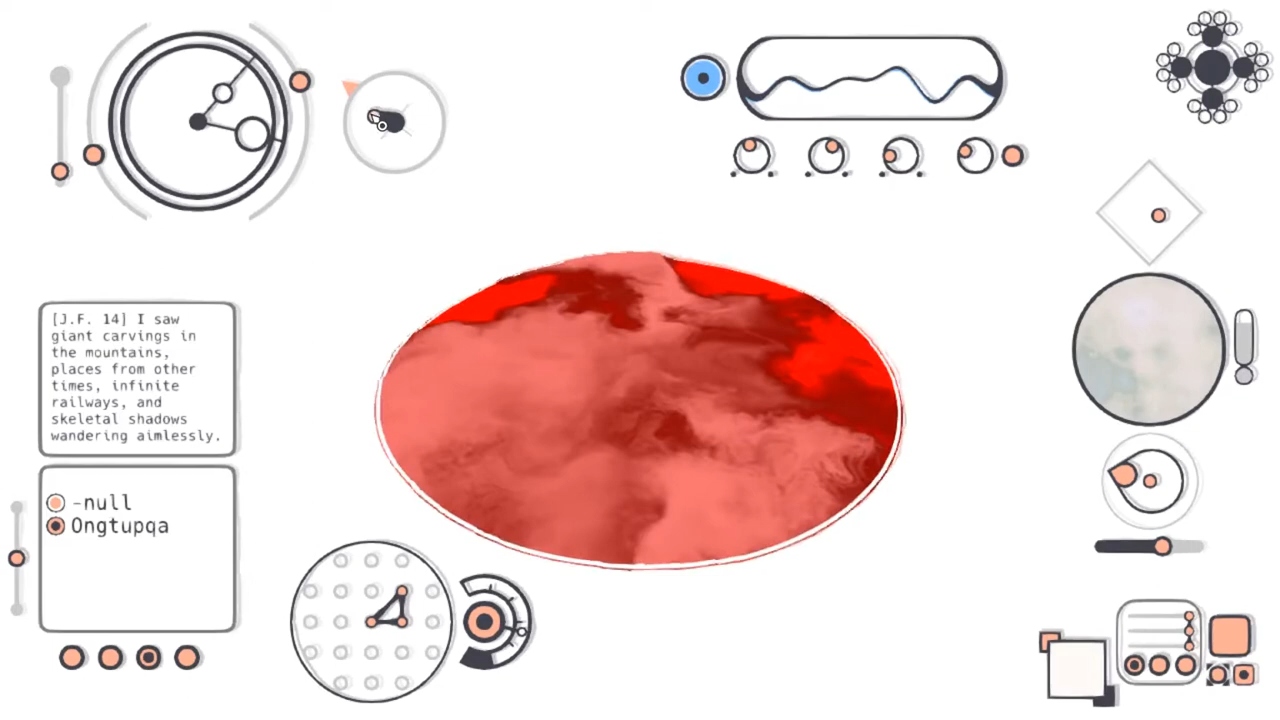 [J.F. 14] I saw
giant carvings in
the mountains,
places from other
times, infinite
railways, and
skeletal shadows
wandering aimlessly.
-null
Ongtupqa